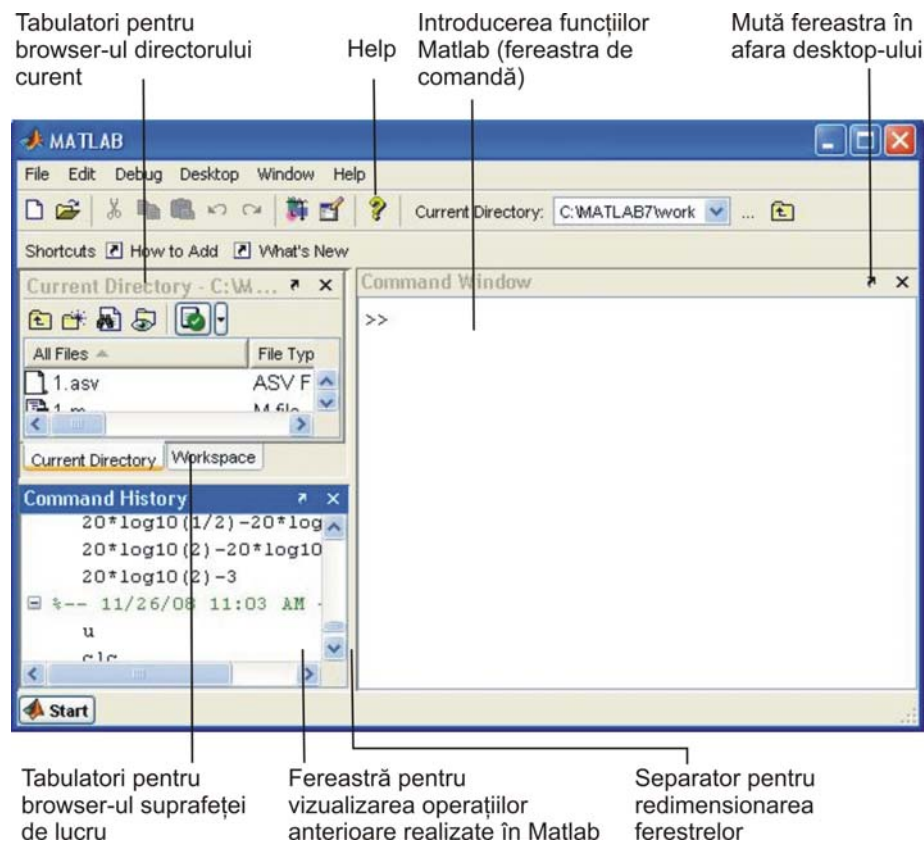 Tabulatori pentru
browser-ul directorului
curent
Help
Introducerea funcțiilor
Matlab (fereastra de
comandă)
Mută fereastra în
afara desktop-ului
MATLAB
File Edit Debug Desktop Window Help
Current Directory: C:\MATLAB7\work ...
Shortcuts How to Add What's New
Current Directory - C:\M...
Command Window
>>
All Files File Typ
1.asv ASV F
1.m M-file
Current Directory Workspace
Command History
20*log10(1/2)-20*log
20*log10(2)-20*log10
20*log10(2)-3
%-- 11/26/08 11:03 AM -
u
clc
Start
Tabulatori pentru
browser-ul suprafeței
de lucru
Fereastră pentru
vizualizarea operațiilor
anterioare realizate în Matlab
Separator pentru
redimensionarea
ferestrelor